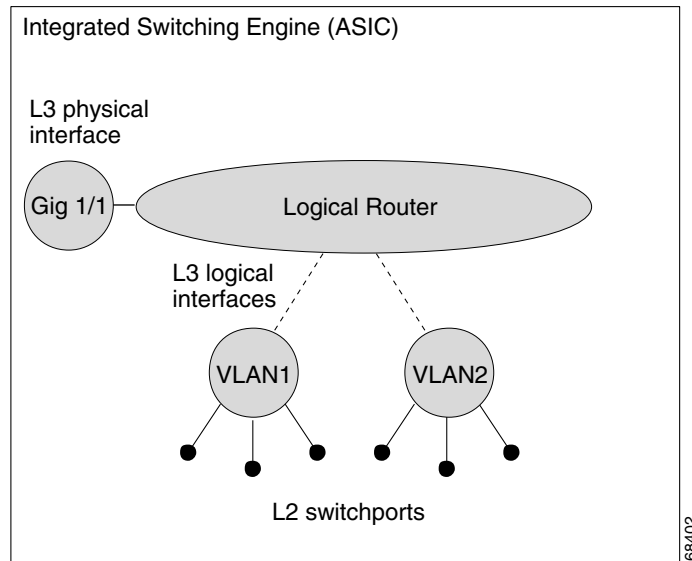 Integrated Switching Engine (ASIC)
L3 physical
interface
Gig 1/1
Logical Router
L3 logical
interfaces
VLAN1
VLAN2
L2 switchports
68402